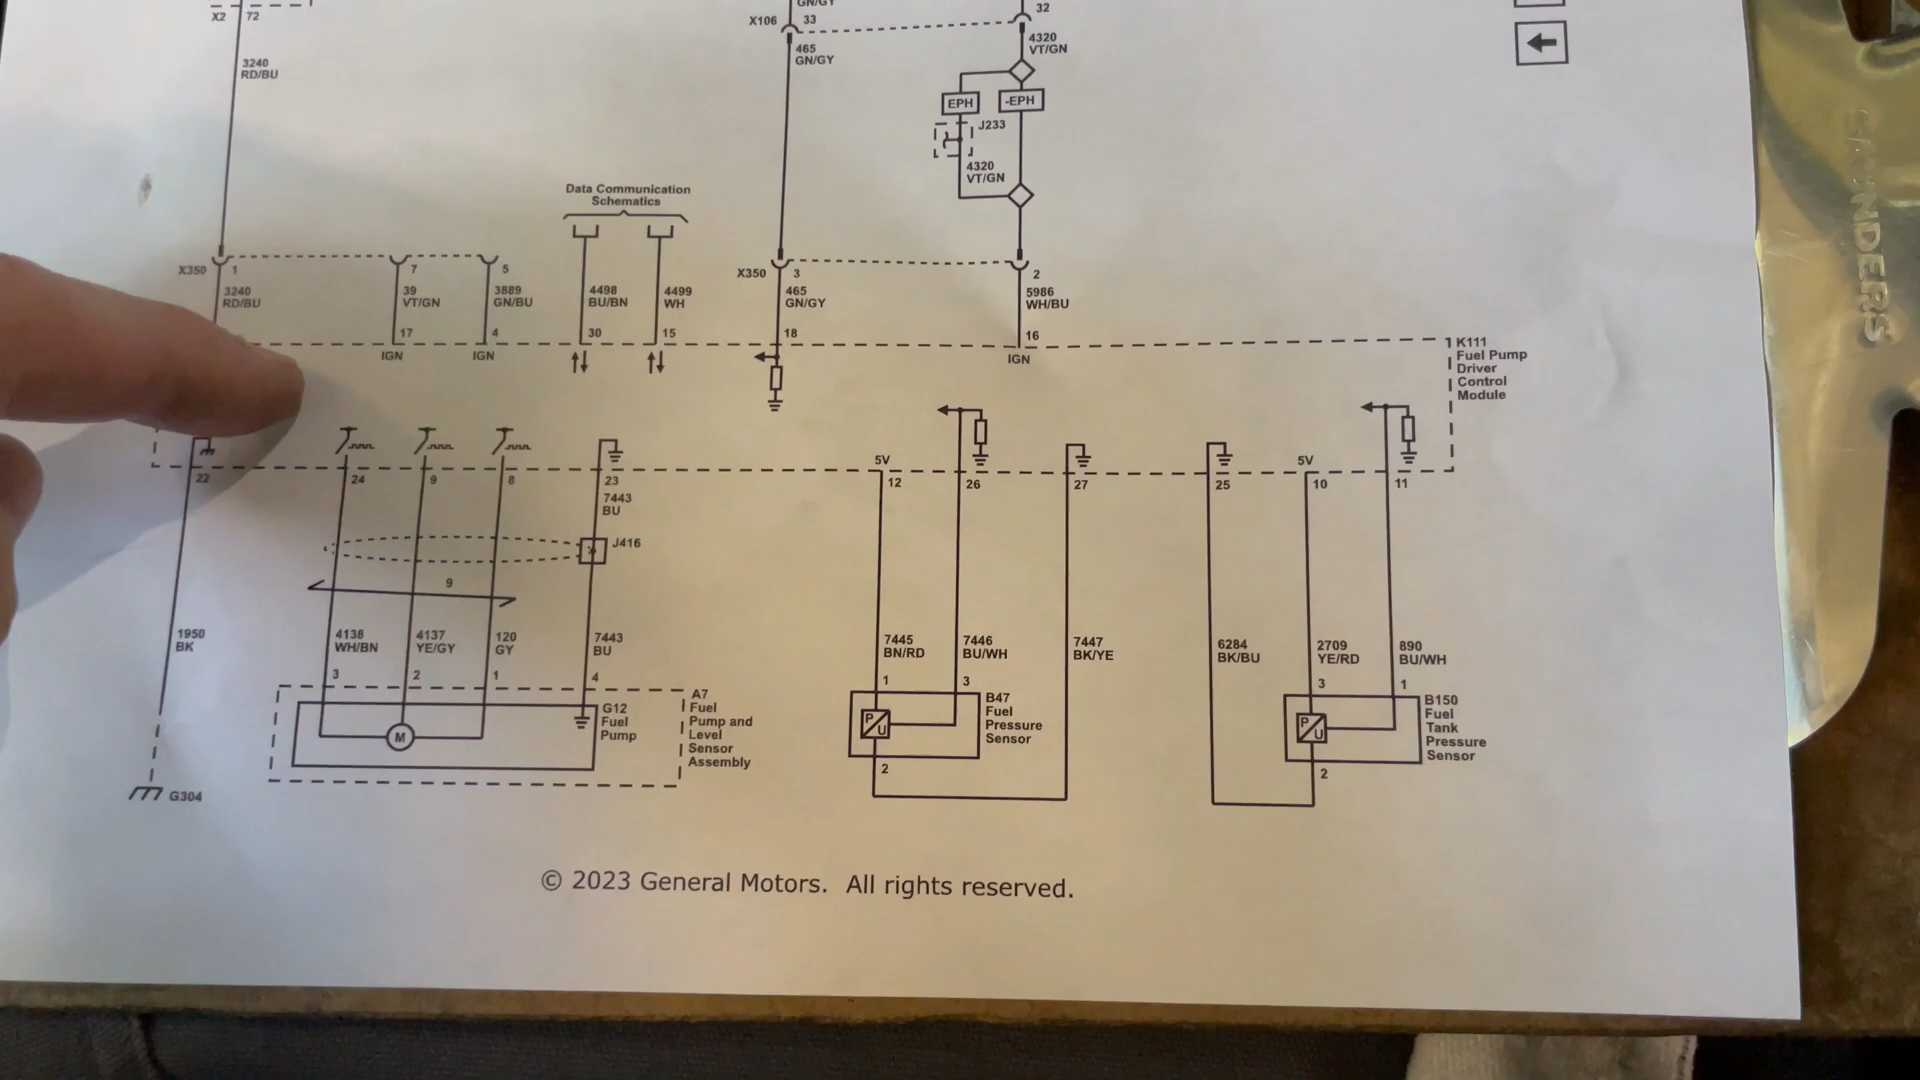 X2 72
GN/GY
X106 33
32
465
GN/GY
4320
VT/GN
3240
RD/BU
EPH
-EPH
J233
4320
VT/GN
Data Communication
Schematics
X350 1
7
5
X350 3
2
3240
RD/BU
39
VT/GN
3889
GN/BU
4498
BU/BN
4499
WH
465
GN/GY
5986
WH/BU
17
4
30
15
18
16
IGN
IGN
IGN
K111
Fuel Pump
Driver
Control
Module
5V
5V
22
24
9
8
23
12
26
27
25
10
11
7443
BU
J416
9
1950
BK
4138
WH/BN
4137
YE/GY
120
GY
7443
BU
7445
BN/RD
7446
BU/WH
7447
BK/YE
6284
BK/BU
2709
YE/RD
890
BU/WH
3
2
1
4
1
3
3
1
M
G12
Fuel
Pump
A7
Fuel
Pump and
Level
Sensor
Assembly
P
U
B47
Fuel
Pressure
Sensor
2
P
U
B150
Fuel
Tank
Pressure
Sensor
2
G304
© 2023 General Motors. All rights reserved.
SAUNDERS